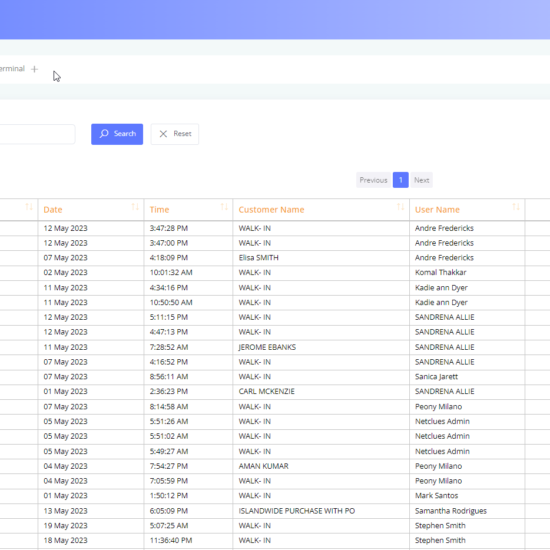 erminal +
Search Reset
Previous 1 Next
Date Time Customer Name User Name
12 May 2023 3:47:28 PM WALK- IN Andre Fredericks
12 May 2023 3:47:00 PM WALK- IN Andre Fredericks
07 May 2023 4:18:09 PM Elisa SMITH Andre Fredericks
02 May 2023 10:01:32 AM WALK- IN Komal Thakkar
11 May 2023 4:34:16 PM WALK- IN Kadie ann Dyer
11 May 2023 10:50:50 AM WALK- IN Kadie ann Dyer
12 May 2023 5:11:15 PM WALK- IN SANDRENA ALLIE
12 May 2023 4:47:13 PM WALK- IN SANDRENA ALLIE
11 May 2023 7:28:52 AM JEROME EBANKS SANDRENA ALLIE
07 May 2023 4:16:52 PM WALK- IN SANDRENA ALLIE
07 May 2023 8:56:11 AM WALK- IN Sanica Jarett
01 May 2023 2:36:23 PM CARL MCKENZIE SANDRENA ALLIE
07 May 2023 8:14:58 AM WALK- IN Peony Milano
05 May 2023 5:51:26 AM WALK- IN Netclues Admin
05 May 2023 5:51:02 AM WALK- IN Netclues Admin
05 May 2023 5:49:27 AM WALK- IN Netclues Admin
04 May 2023 7:54:27 PM AMAN KUMAR Peony Milano
04 May 2023 7:05:59 PM WALK- IN Peony Milano
01 May 2023 1:50:12 PM WALK- IN Mark Santos
13 May 2023 6:05:09 PM ISLANDWIDE PURCHASE WITH PO Samantha Rodrigues
19 May 2023 5:07:25 AM WALK- IN Stephen Smith
18 May 2023 11:36:40 PM WALK- IN Stephen Smith